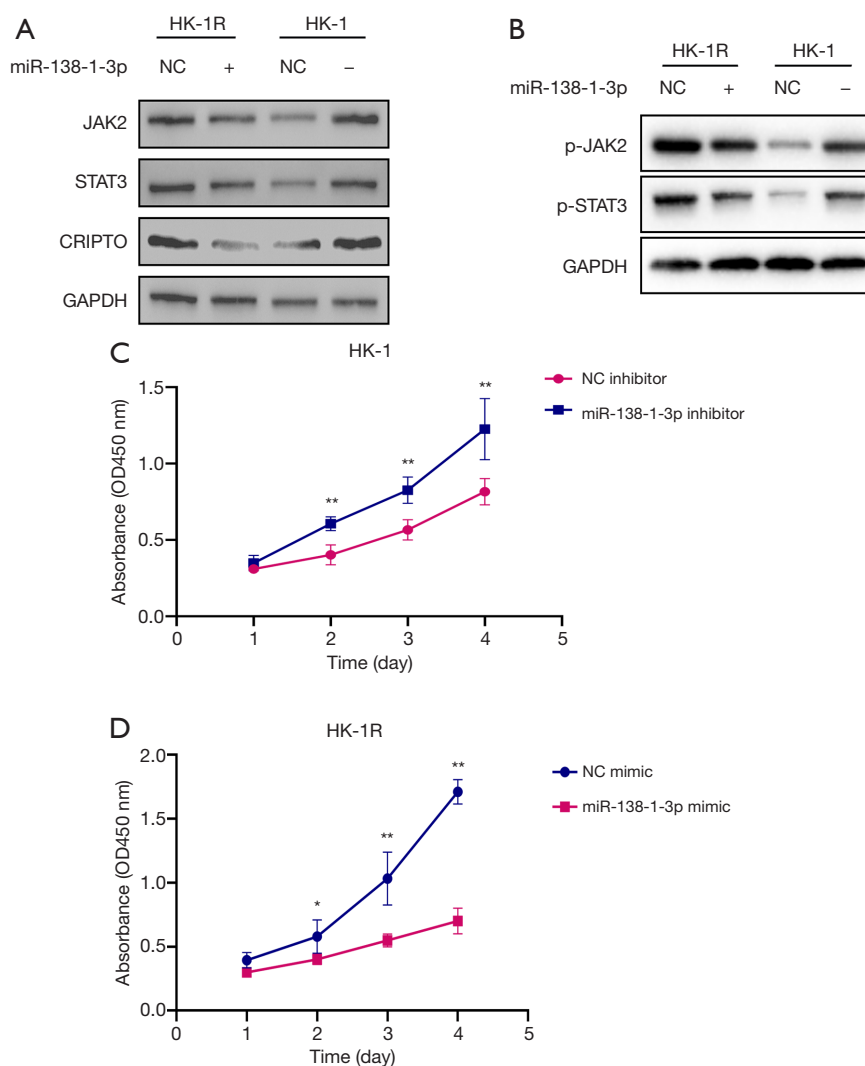 A
HK-1R HK-1
miR-138-1-3p NC + NC –
JAK2
STAT3
CRIPTO
GAPDH
B
HK-1R HK-1
miR-138-1-3p NC + NC –
p-JAK2
p-STAT3
GAPDH
C
HK-1
Absorbance (OD450 nm)
1.5
1.0
0.5
0.0
0 1 2 3 4 5
Time (day)
** ** **
NC inhibitor
miR-138-1-3p inhibitor
D
HK-1R
Absorbance (OD450 nm)
2.0
1.5
1.0
0.5
0.0
0 1 2 3 4 5
Time (day)
* ** **
NC mimic
miR-138-1-3p mimic